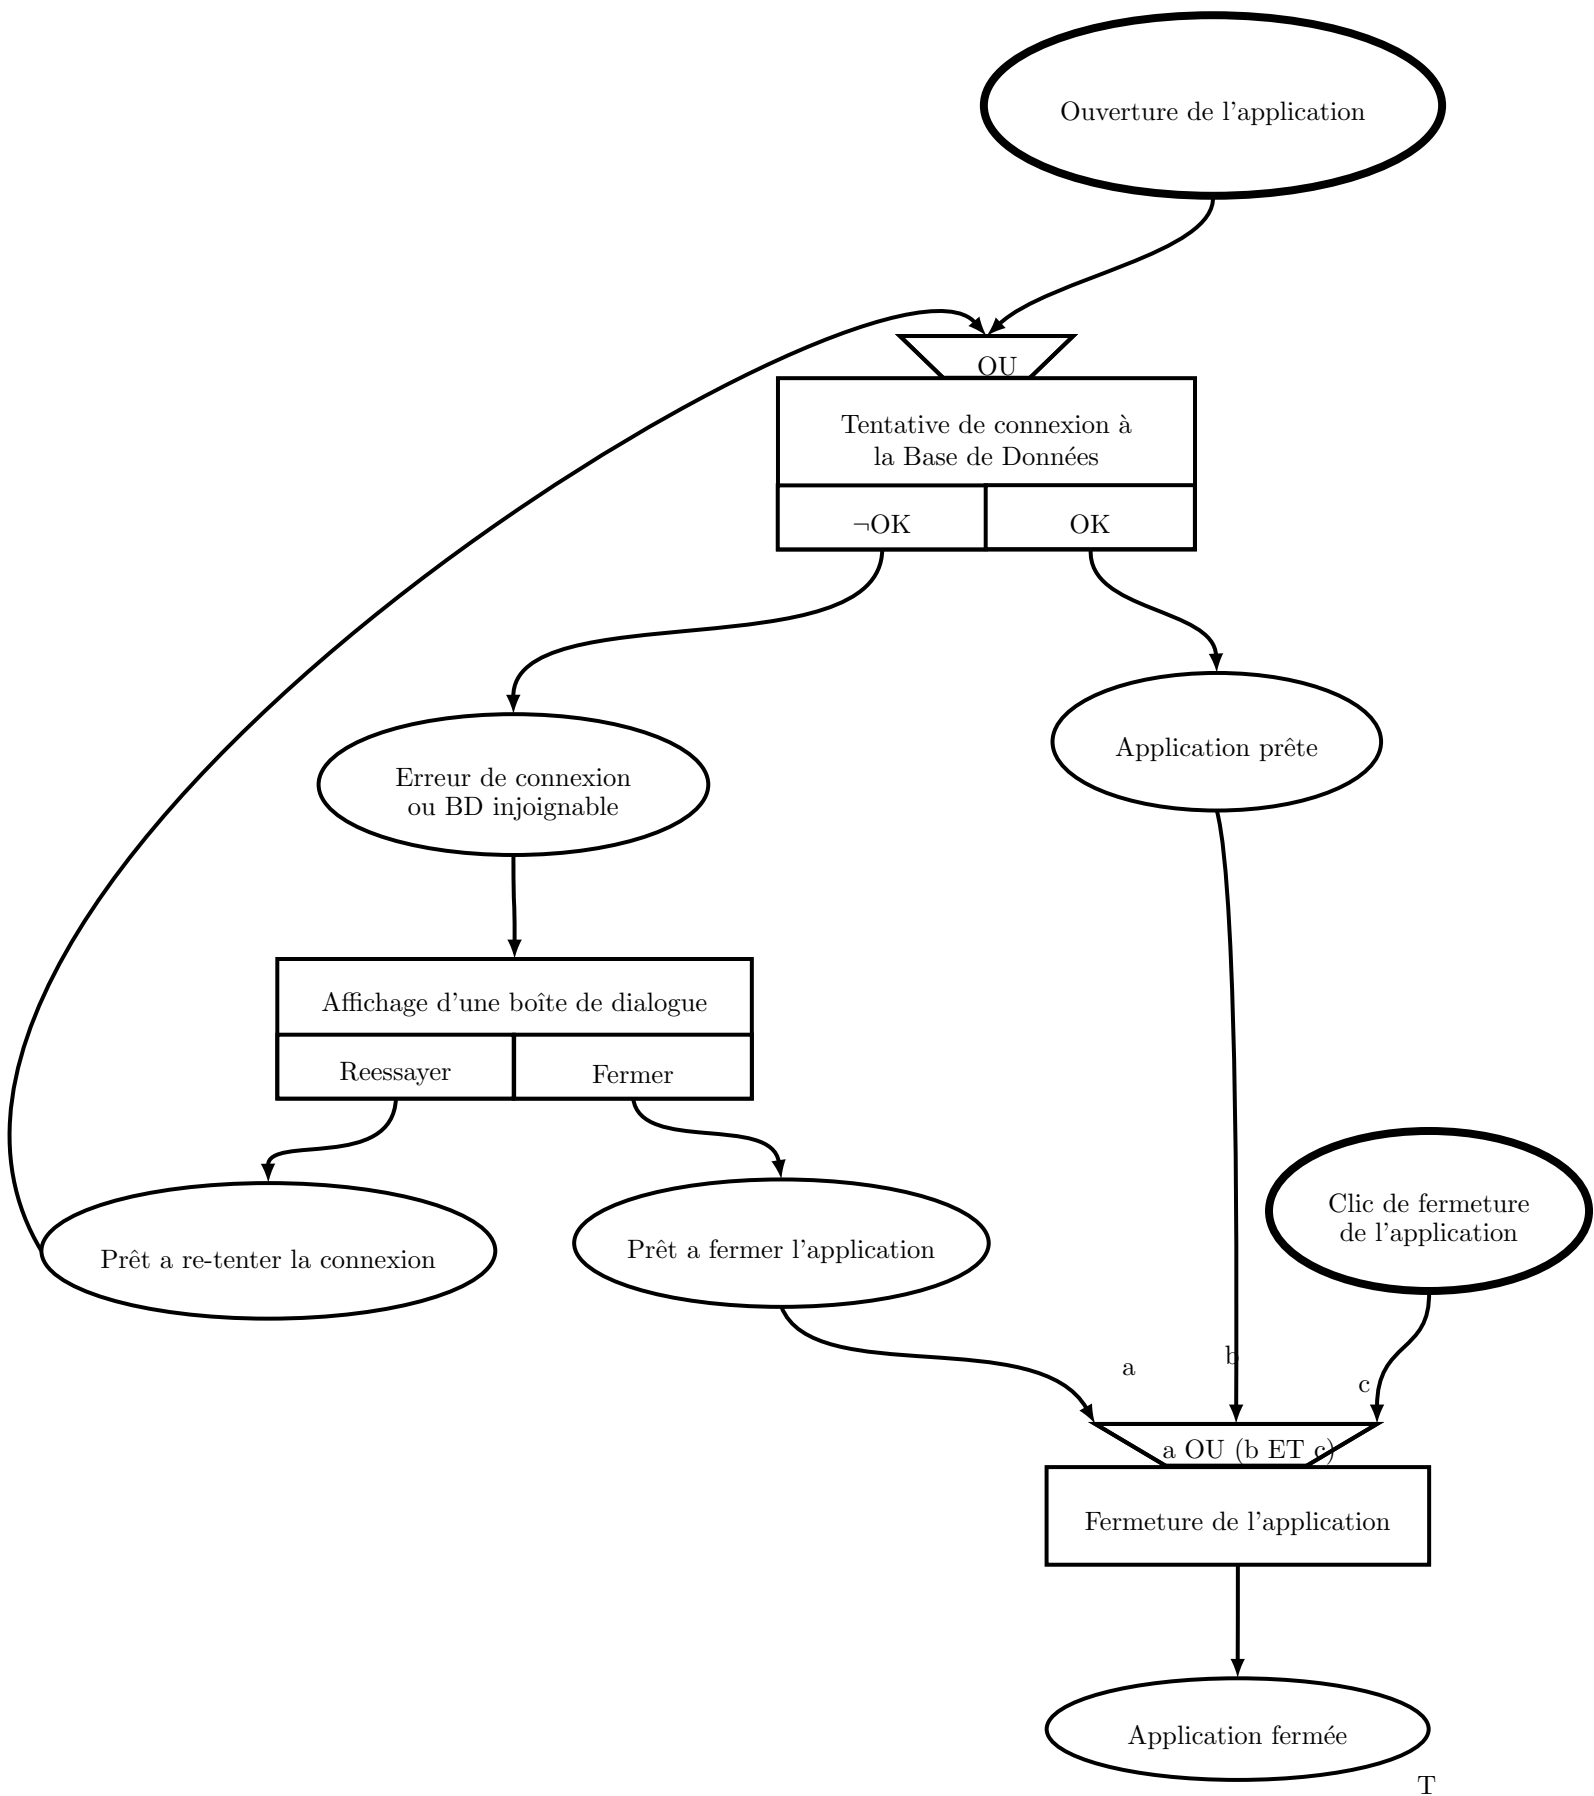 Ouverture de l'application
OU
Tentative de connexion à
la Base de Données
¬OK
OK
Application prête
Erreur de connexion
ou BD injoignable
Affichage d'une boîte de dialogue
Reessayer
Fermer
Clic de fermeture
de l'application
Prêt a re-tenter la connexion
Prêt a fermer l'application
a
b
c
a OU (b ET c)
Fermeture de l'application
Application fermée
T